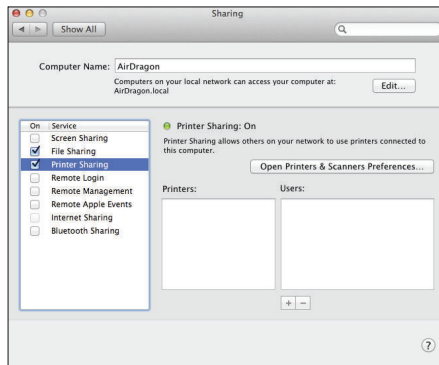 Sharing
Show All
Computer Name: AirDragon
Computers on your local network can access your computer at:
AirDragon.local
Edit...
On Service
Screen Sharing
File Sharing
Printer Sharing
Remote Login
Remote Management
Remote Apple Events
Internet Sharing
Bluetooth Sharing
Printer Sharing: On
Printer Sharing allows others on your network to use printers connected to
this computer.
Open Printers & Scanners Preferences...
Printers:
Users:
+ −
?